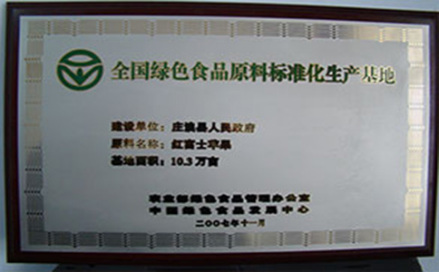 全国绿色食品原料标准化生产基地
建设单位：庄浪县人民政府
原料名称：红富士苹果
基地面积：10.3 万亩
农业部绿色食品管理办公室
中国绿色食品发展中心
二〇〇七年十一月